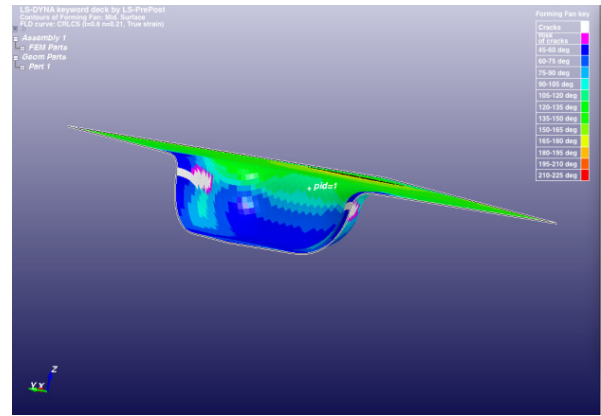 LS-DYNA keyword deck by LS-PrePost
Contours of Forming Fan: Mid. Surface
FLD curve: CRLCS (t=0.6 n=0.21, True strain)
Assembly 1
FEM Parts
Geom Parts
Part 1
Forming Fan key
Cracks
Risk of cracks
45-60 deg
60-75 deg
75-90 deg
90-105 deg
105-120 deg
120-135 deg
135-150 deg
150-165 deg
165-180 deg
180-195 deg
195-210 deg
210-225 deg
pid=1
Z
Y X